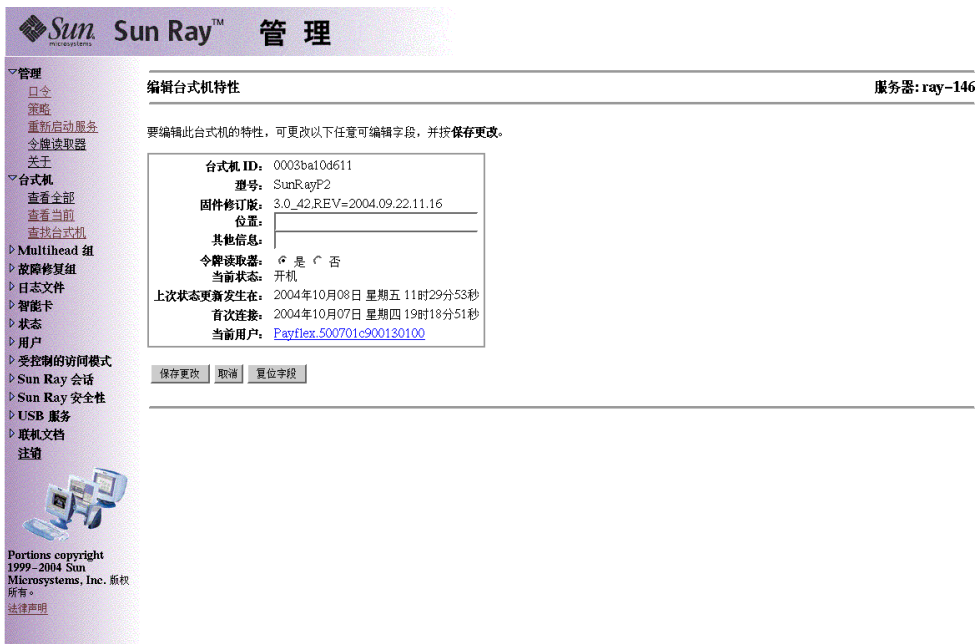 Sun microsystems Sun Ray™ 管 理
▽管理
口令
策略
重新启动服务
令牌读取器
关于
▽台式机
查看全部
查看当前
查找台式机
▷Multihead 组
▷故障修复组
▷日志文件
▷智能卡
▷状态
▷用户
▷受控制的访问模式
▷Sun Ray 会话
▷Sun Ray 安全性
▷USB 服务
▷联机文档
注销
Portions copyright
1999-2004 Sun
Microsystems, Inc. 版权
所有。
法律声明
编辑台式机特性 服务器: ray-146
要编辑此台式机的特性，可更改以下任意可编辑字段，并按保存更改。
台式机 ID: 0003ba10d611
型号: SunRayP2
固件修订版: 3.0_42,REV=2004.09.22.11.16
位置:
其他信息:
令牌读取器: 是 否
当前状态: 开机
上次状态更新发生在: 2004年10月08日 星期五 11时29分53秒
首次连接: 2004年10月07日 星期四 19时18分51秒
当前用户: Payflex.500701c900130100
保存更改 取消 复位字段